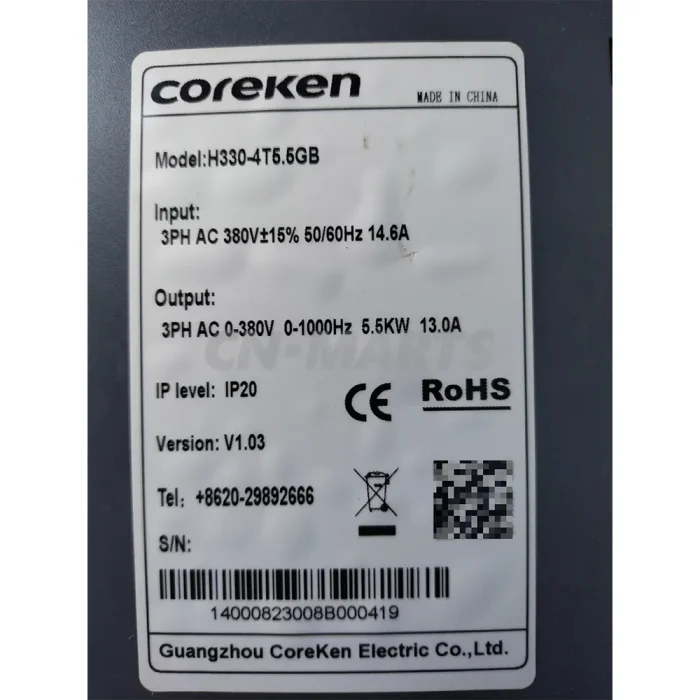 COREKEN
MADE IN CHINA
Model:H330-4T5.5GB
Input:
3PH AC 380V±15% 50/60Hz 14.6A
Output:
3PH AC 0-380V 0-1000Hz 5.5KW 13.0A
CN-MARTS
IP level: IP20
CE RoHS
Version: V1.03
Tel: +8620-29892666
S/N:
14000823008B000419
Guangzhou CoreKen Electric Co.,Ltd.